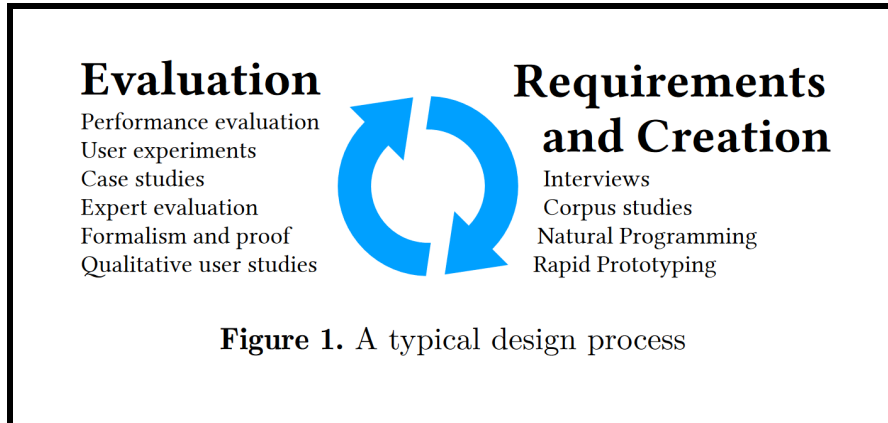 Evaluation
Performance evaluation
User experiments
Case studies
Expert evaluation
Formalism and proof
Qualitative user studies
Requirements
and Creation
Interviews
Corpus studies
Natural Programming
Rapid Prototyping
Figure 1. A typical design process